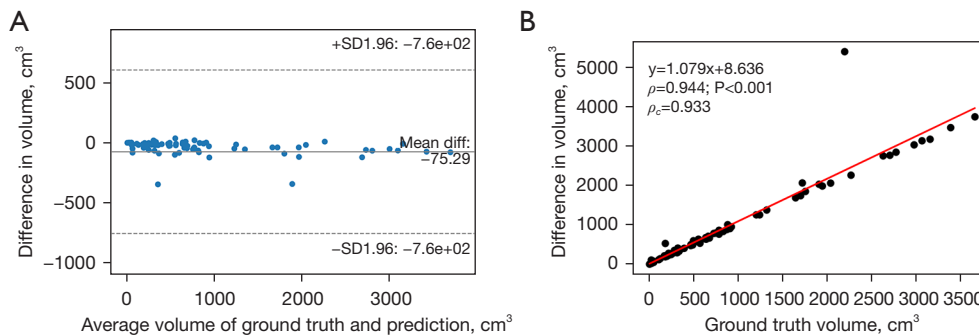 A
Difference in volume, cm³
500
0
−500
−1000
+SD1.96: −7.6e+02
Mean diff:
−75.29
−SD1.96: −7.6e+02
0
1000
2000
3000
Average volume of ground truth and prediction, cm³
B
Difference in volume, cm³
5000
4000
3000
2000
1000
0
y=1.079x+8.636
ρ=0.944; P<0.001
ρc=0.933
0
500
1000
1500
2000
2500
3000
3500
Ground truth volume, cm³